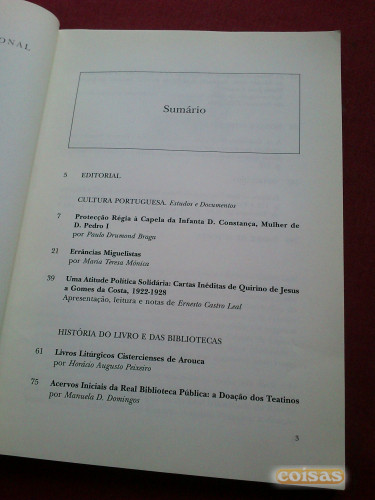 ONAL
Sumário
5 EDITORIAL
CULTURA PORTUGUESA. Estudos e Documentos
7 Protecção Régia à Capela da Infanta D. Constança, Mulher de
D. Pedro I
por Paulo Drumond Braga
21 Errâncias Miguelistas
por Maria Teresa Mónica
39 Uma Atitude Política Solidária: Cartas Inéditas de Quirino de Jesus
a Gomes da Costa, 1922-1928
Apresentação, leitura e notas de Ernesto Castro Leal
HISTÓRIA DO LIVRO E DAS BIBLIOTECAS
61 Livros Litúrgicos Cistercienses de Arouca
por Horácio Augusto Peixeiro
75 Acervos Iniciais da Real Biblioteca Pública: a Doação dos Teatinos
por Manuela D. Domingos
3
coisas